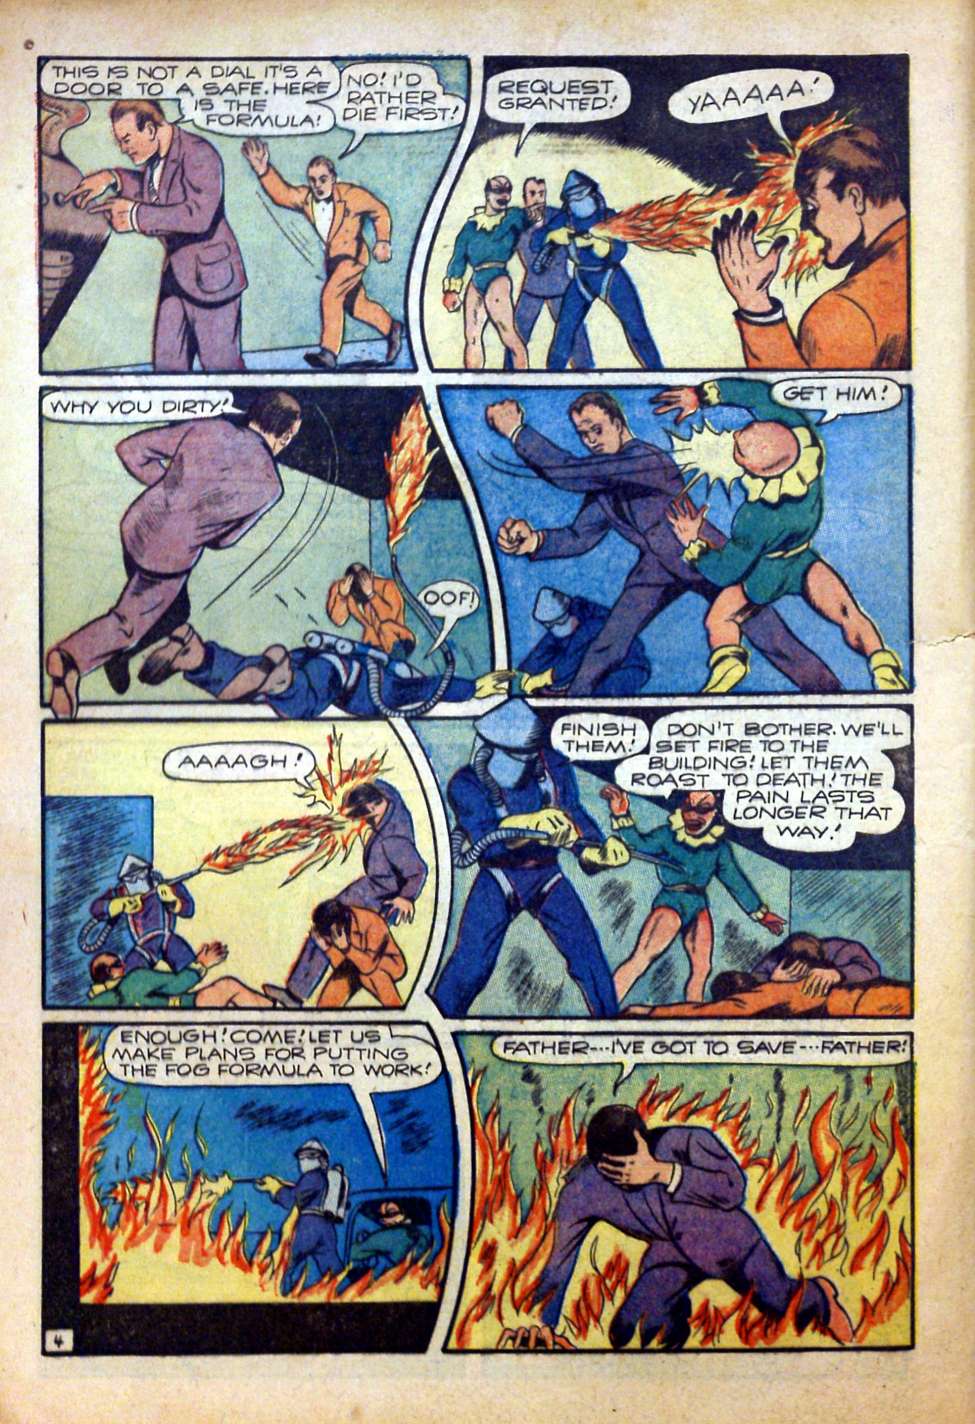 THIS IS NOT A DIAL IT'S A
DOOR TO A SAFE. HERE
IS THE
FORMULA!
NO! I'D
RATHER
DIE FIRST!
REQUEST
GRANTED!
YAAAAA!
WHY YOU DIRTY!
OOF!
GET HIM!
AAAAGH!
FINISH
THEM!
DON'T BOTHER. WE'LL
SET FIRE TO THE
BUILDING! LET THEM
ROAST TO DEATH! THE
PAIN LASTS
LONGER THAT
WAY!
ENOUGH! COME! LET US
MAKE PLANS FOR PUTTING
THE FOG FORMULA TO WORK!
FATHER---I'VE GOT TO SAVE---FATHER!
4